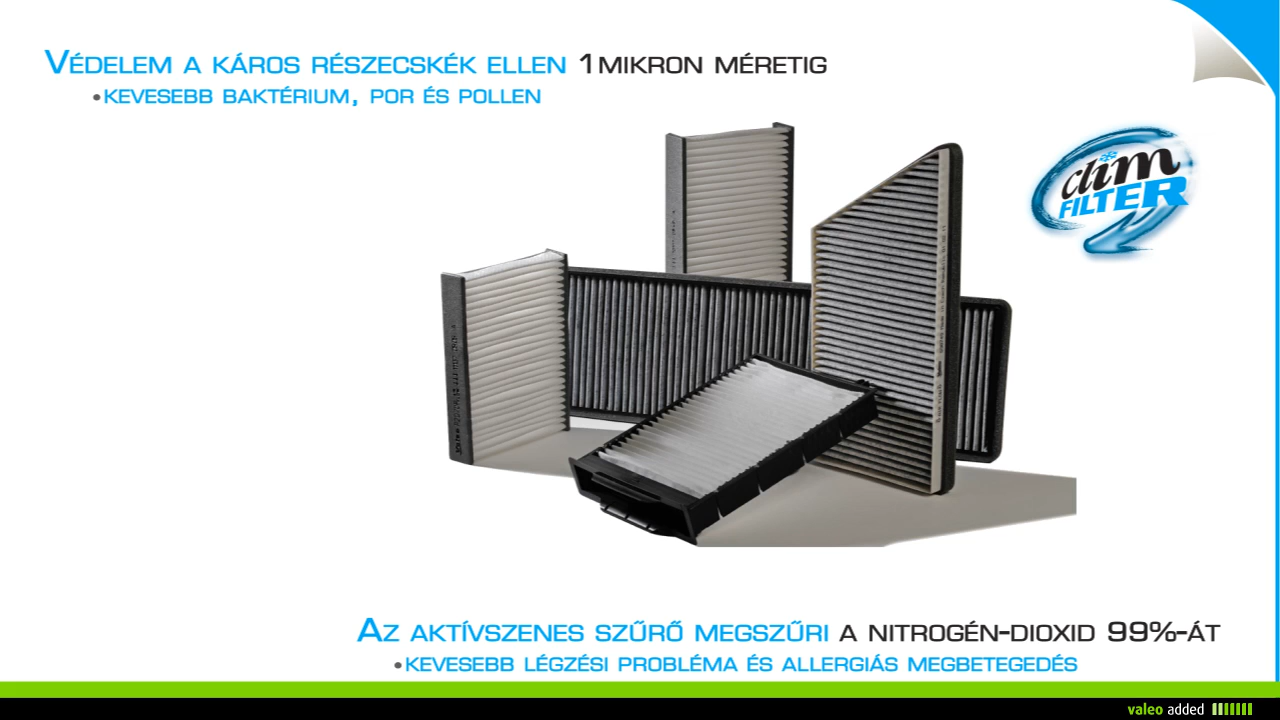 VÉDELEM A KÁROS RÉSZECSKÉK ELLEN 1MIKRON MÉRETIG
•KEVESEBB BAKTÉRIUM, POR ÉS POLLEN
clim
FILTER
AZ AKTÍVSZENES SZŰRŐ MEGSZŰRI A NITROGÉN-DIOXID 99%-ÁT
•KEVESEBB LÉGZÉSI PROBLÉMA ÉS ALLERGIÁS MEGBETEGEDÉS
valeo added